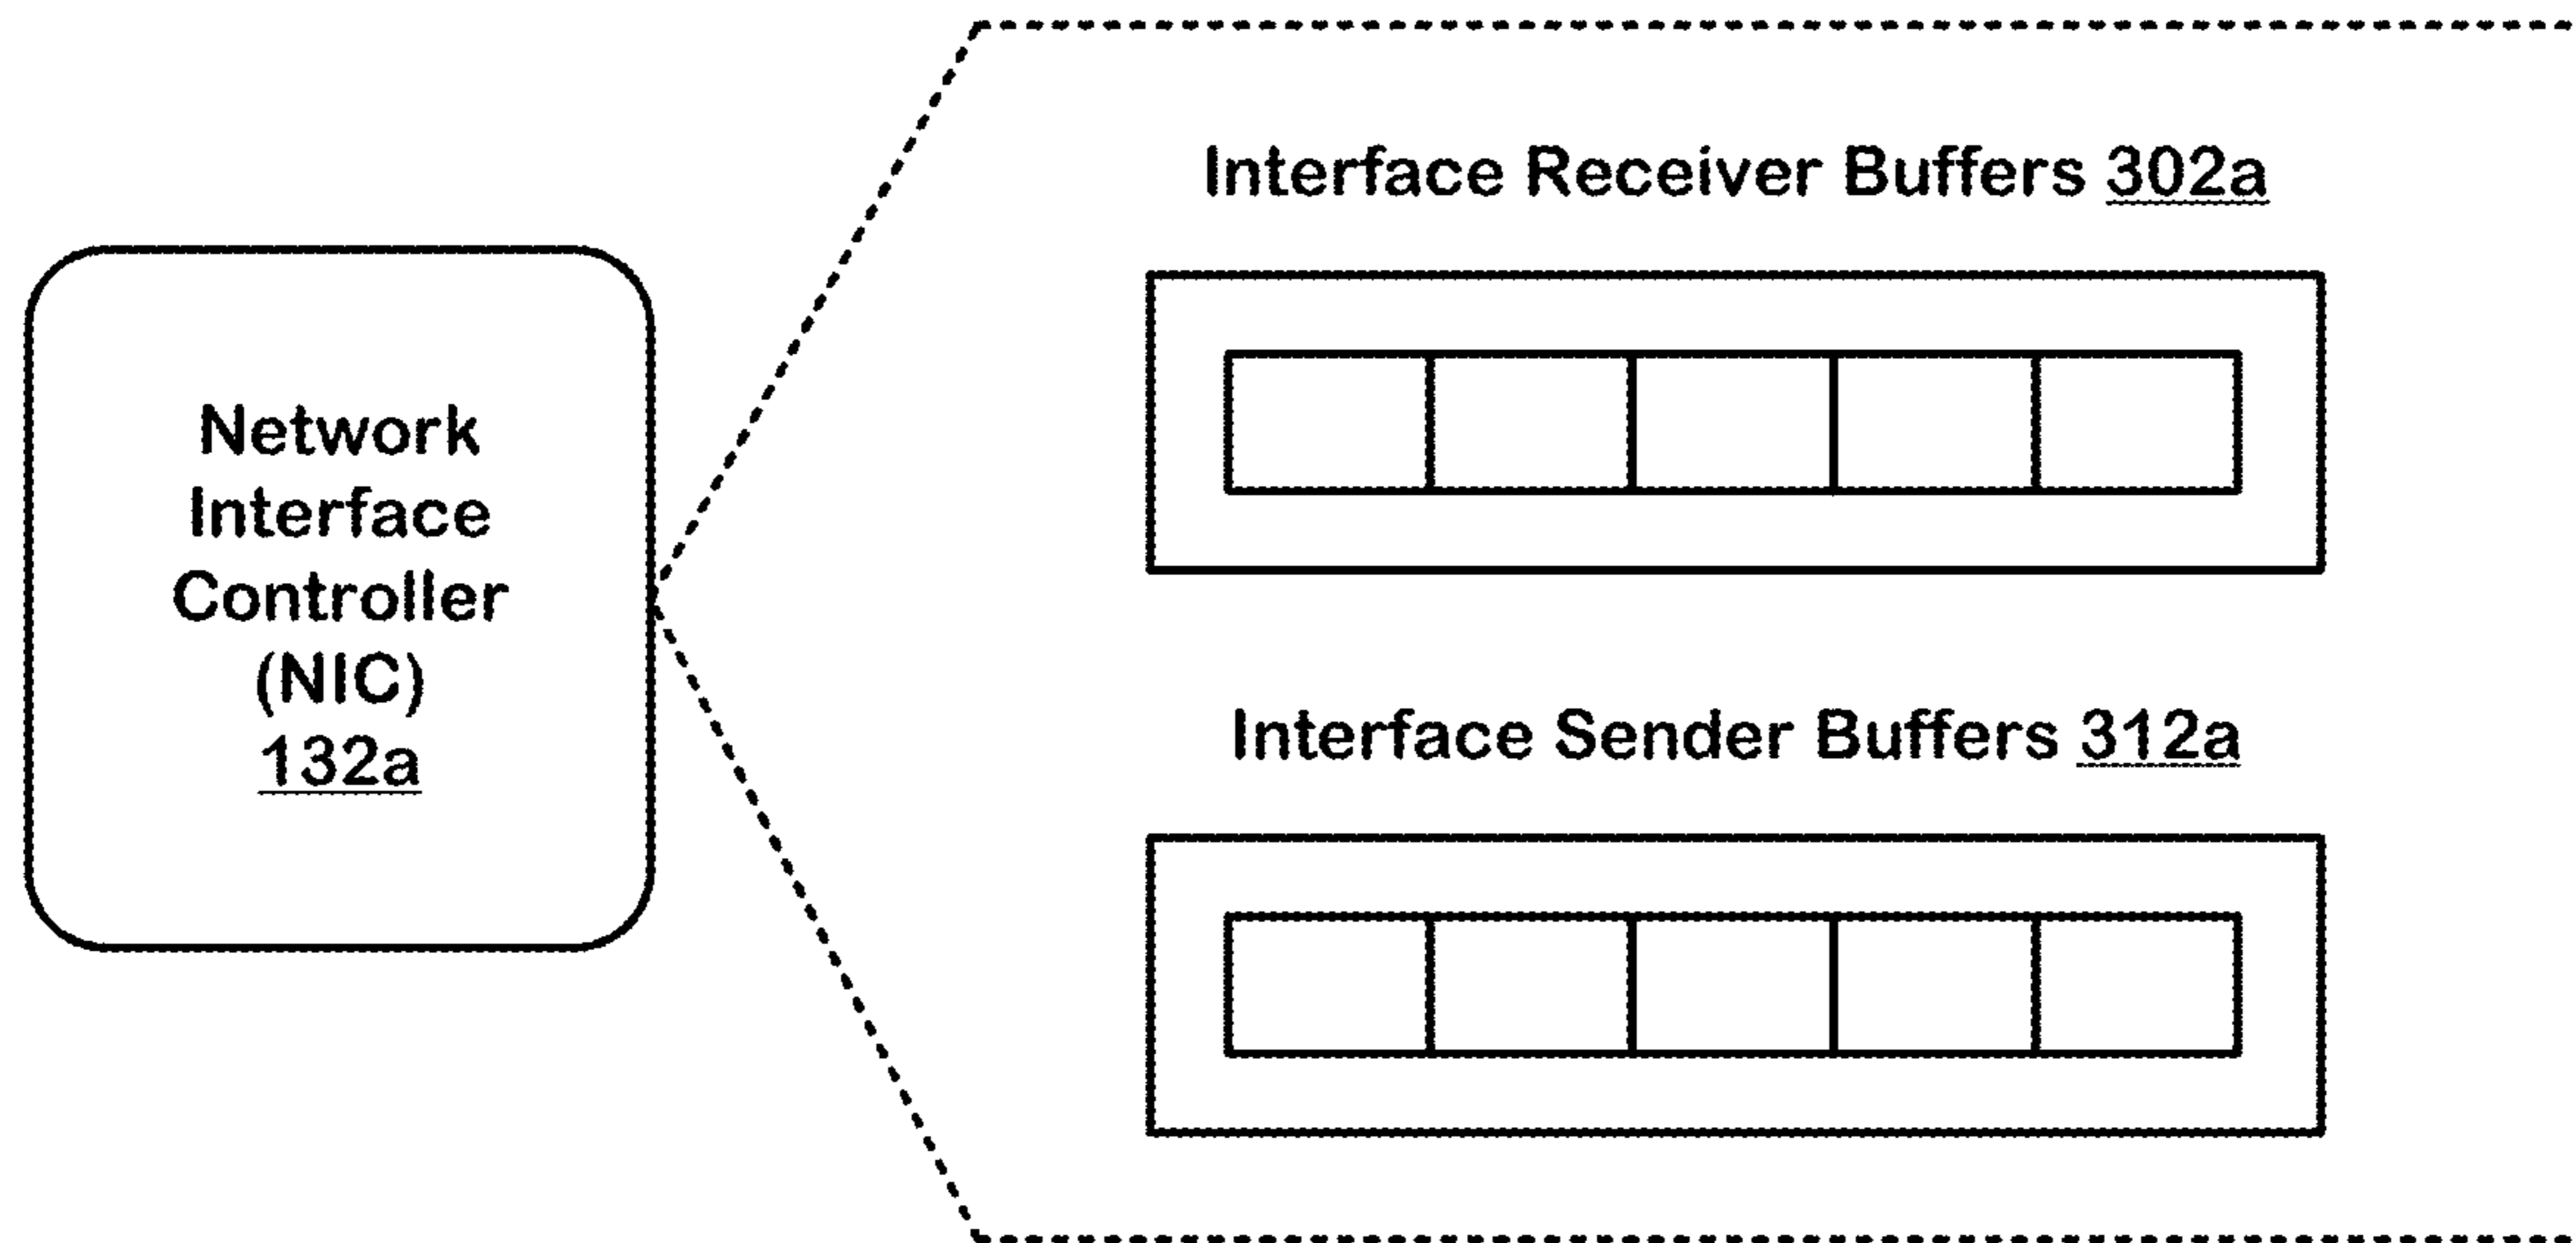 Interface Receiver Buffers 302a
Network
Interface
Controller
(NIC)
132a
Interface Sender Buffers 312a